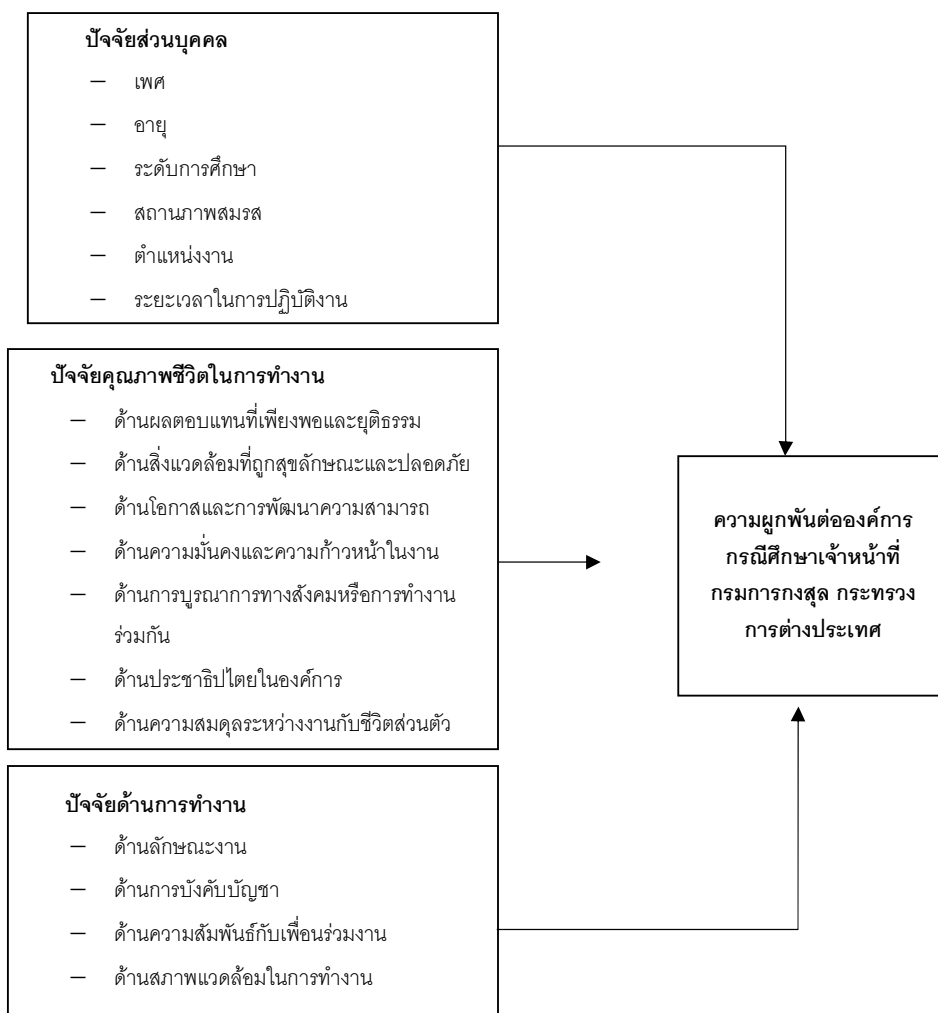 ปัจจัยส่วนบุคคล
— เพศ
— อายุ
— ระดับการศึกษา
— สถานภาพสมรส
— ตำแหน่งงาน
— ระยะเวลาในการปฏิบัติงาน
ปัจจัยคุณภาพชีวิตในการทำงาน
— ด้านผลตอบแทนที่เพียงพอและยุติธรรม
— ด้านสิ่งแวดล้อมที่ถูกสุขลักษณะและปลอดภัย
— ด้านโอกาสและการพัฒนาความสามารถ
— ด้านความมั่นคงและความก้าวหน้าในงาน
— ด้านการบูรณาการทางสังคมหรือการทำงาน
ร่วมกัน
— ด้านประชาธิปไตยในองค์การ
— ด้านความสมดุลระหว่างงานกับชีวิตส่วนตัว
ปัจจัยด้านการทำงาน
— ด้านลักษณะงาน
— ด้านการบังคับบัญชา
— ด้านความสัมพันธ์กับเพื่อนร่วมงาน
— ด้านสภาพแวดล้อมในการทำงาน
ความผูกพันต่อองค์การ
กรณีศึกษาเจ้าหน้าที่
กรมการกงสุล กระทรวง
การต่างประเทศ